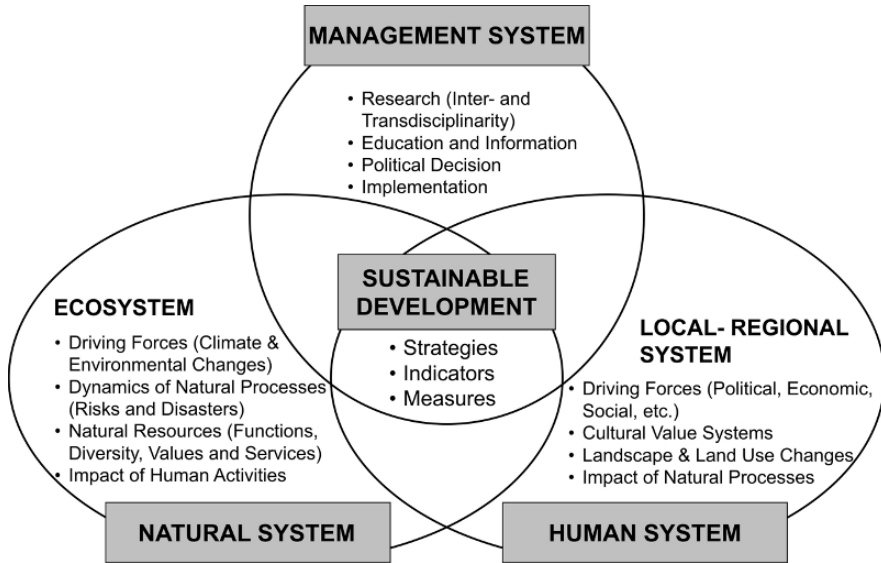 MANAGEMENT SYSTEM
• Research (Inter- and
Transdisciplinarity)
• Education and Information
• Political Decision
• Implementation
SUSTAINABLE
DEVELOPMENT
• Strategies
• Indicators
• Measures
ECOSYSTEM
• Driving Forces (Climate &
Environmental Changes)
• Dynamics of Natural Processes
(Risks and Disasters)
• Natural Resources (Functions,
Diversity, Values and Services)
• Impact of Human Activities
LOCAL- REGIONAL
SYSTEM
• Driving Forces (Political, Economic,
Social, etc.)
• Cultural Value Systems
• Landscape & Land Use Changes
• Impact of Natural Processes
NATURAL SYSTEM
HUMAN SYSTEM